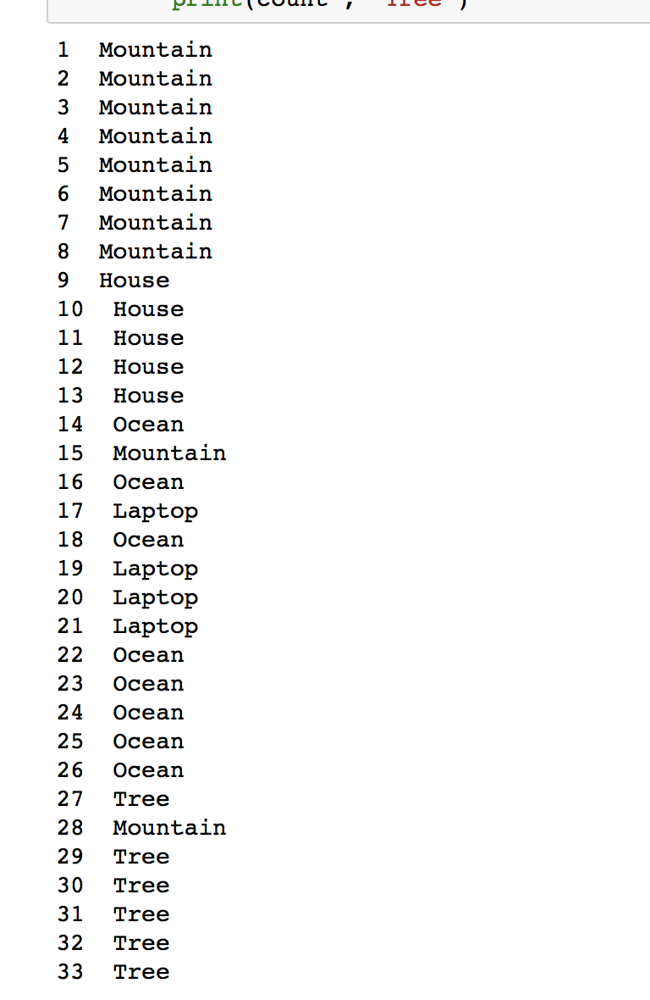 print(count , "Tree")
1  Mountain
2  Mountain
3  Mountain
4  Mountain
5  Mountain
6  Mountain
7  Mountain
8  Mountain
9  House
10  House
11  House
12  House
13  House
14  Ocean
15  Mountain
16  Ocean
17  Laptop
18  Ocean
19  Laptop
20  Laptop
21  Laptop
22  Ocean
23  Ocean
24  Ocean
25  Ocean
26  Ocean
27  Tree
28  Mountain
29  Tree
30  Tree
31  Tree
32  Tree
33  Tree